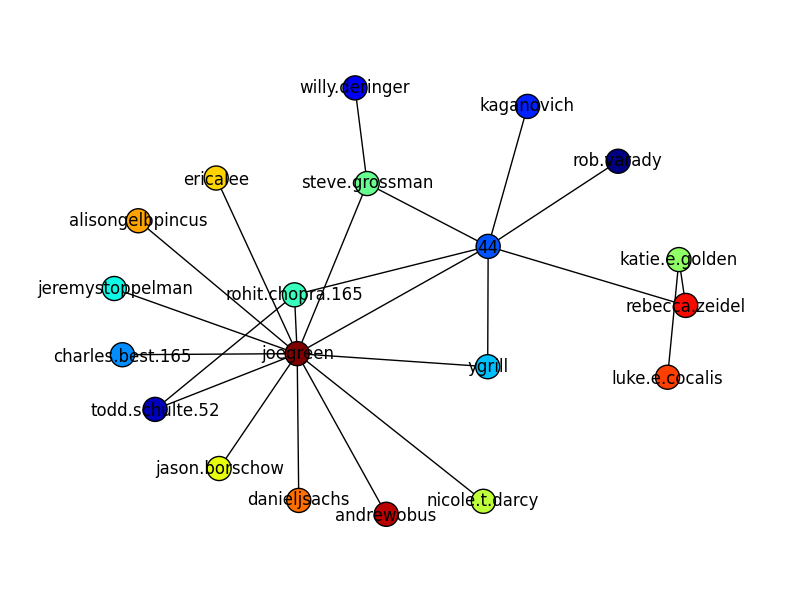 willy.deringer
kaganovich
rob.varady
ericalee
steve.grossman
alisongelbpincus
44
katie.e.golden
jeremystoppelman
rohit.chopra.165
rebecca.zeidel
charles.best.165
joegreen
ygrill
luke.e.cocalis
todd.schulte.52
jason.borschow
danieljsachs
nicole.t.darcy
andrewobus